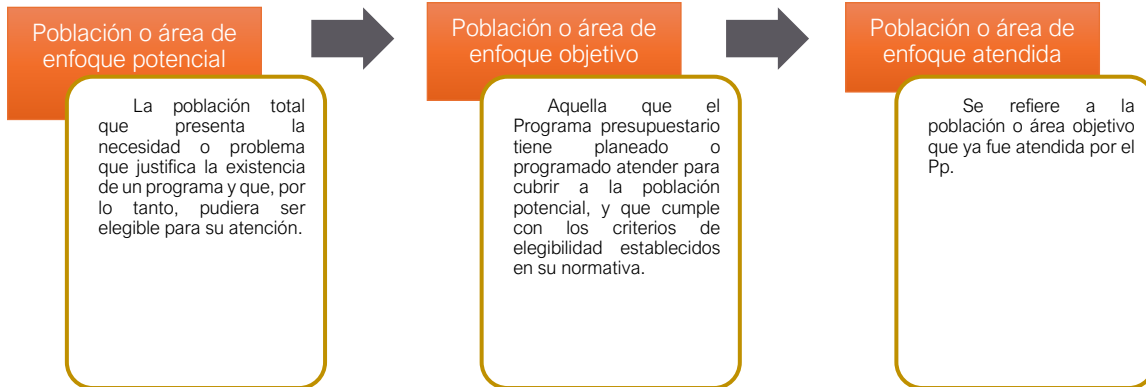 Población o área de
enfoque potencial
La población total
que presenta la
necesidad o problema
que justifica la existencia
de un programa y que, por
lo tanto, pudiera ser
elegible para su atención.
Población o área de
enfoque objetivo
Aquella que el
Programa presupuestario
tiene planeado o
programado atender para
cubrir a la población
potencial, y que cumple
con los criterios de
elegibilidad establecidos
en su normativa.
Población o área de
enfoque atendida
Se refiere a la
población o área objetivo
que ya fue atendida por el
Pp.